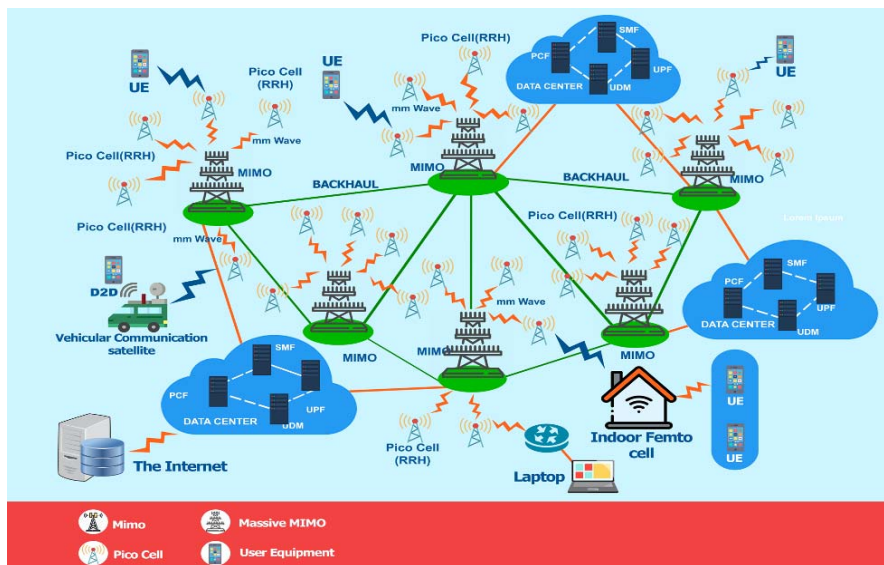 Pico Cell(RRH)
SMF
PCF
UPF
DATA CENTER
UDM
UE
UE
UE
Pico Cell
(RRH)
mm Wave
mm Wave
Pico Cell(RRH)
MIMO
MIMO
MIMO
BACKHAUL
BACKHAUL
Pico Cell(RRH)
mm Wave
Pico Cell(RRH)
Lorem Ipsum
D2D
Vehicular Communication
satellite
mm Wave
SMF
PCF
UPF
DATA CENTER
UDM
MIMO
MIMO
MIMO
SMF
PCF
UPF
DATA CENTER
UDM
UE
UE
Indoor Femto
cell
Pico Cell
(RRH)
The Internet
Laptop
Mimo
Massive MIMO
Pico Cell
User Equipment